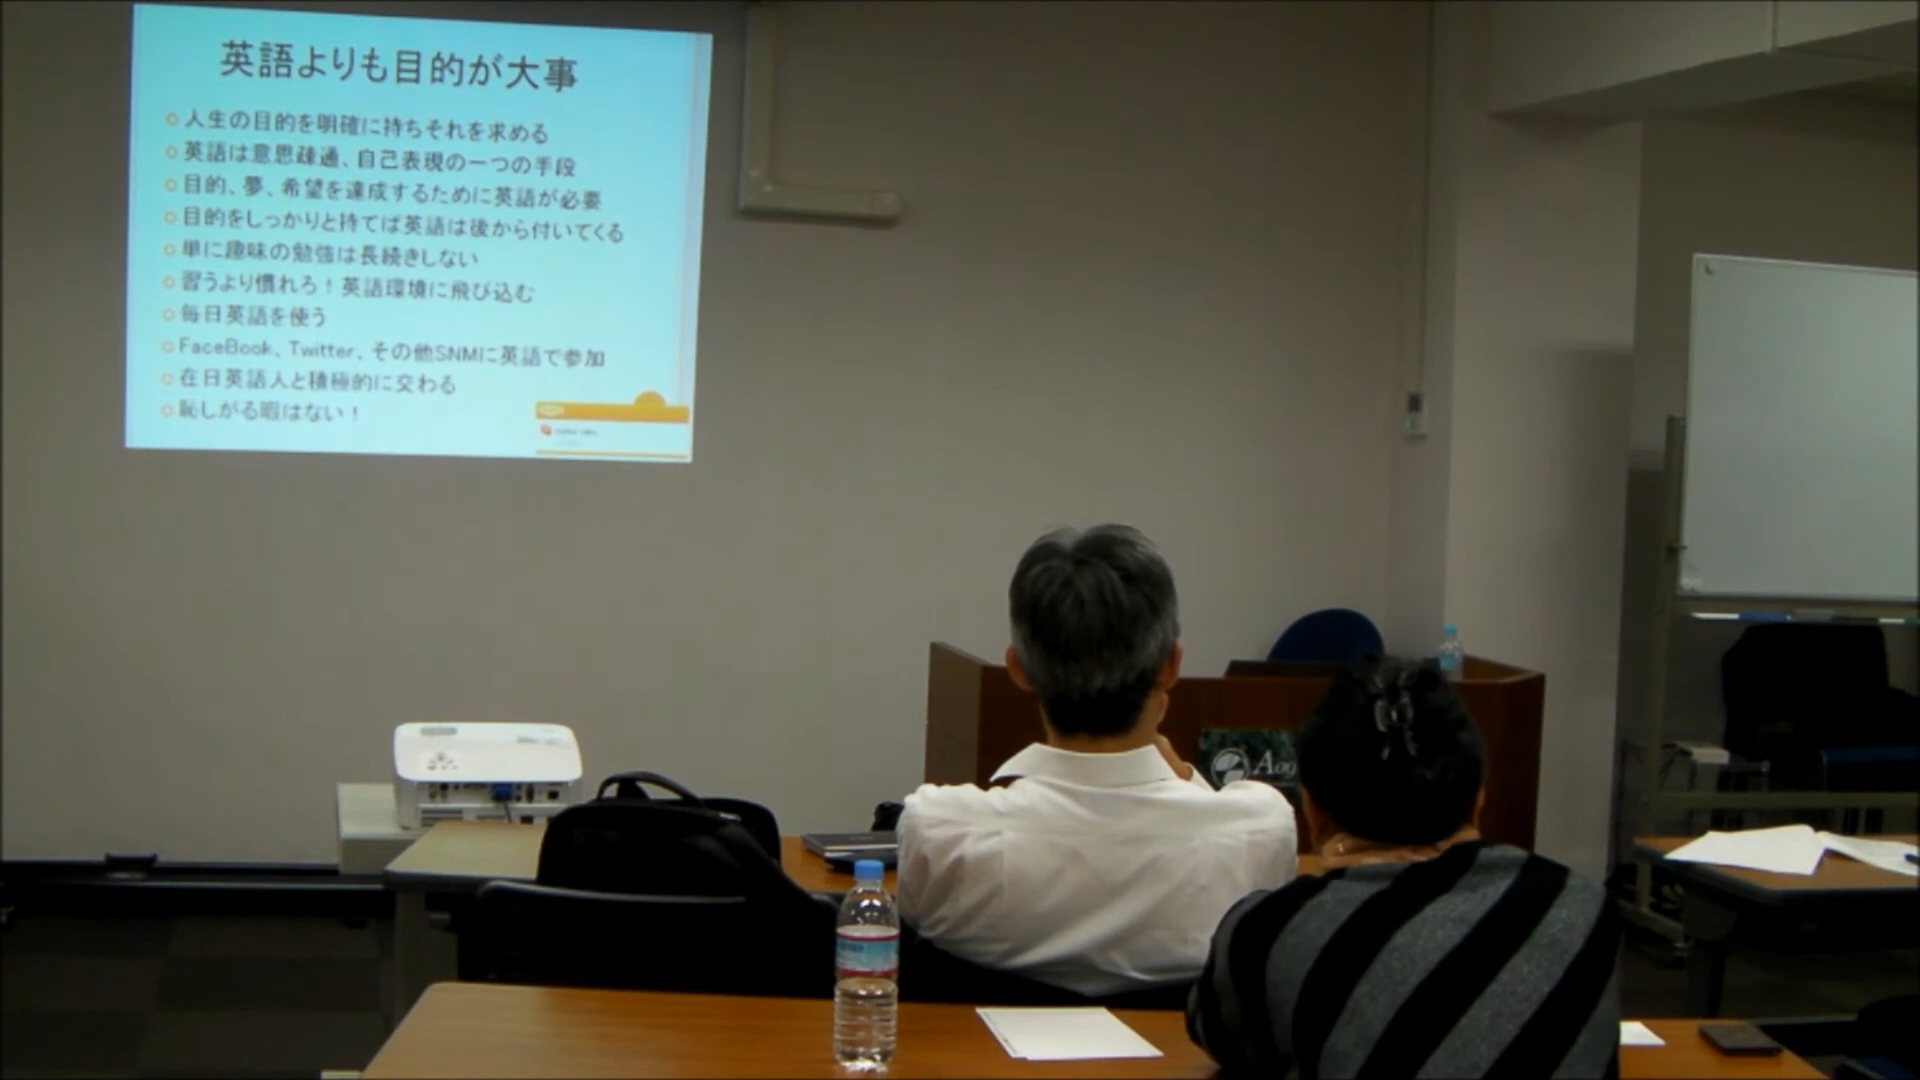 英語よりも目的が大事
人生の目的を明確に持ちそれを求める
英語は意思疎通、自己表現の一つの手段
目的、夢、希望を達成するために英語が必要
目的をしっかりと持てば英語は後から付いてくる
単に趣味の勉強は長続きしない
習うより慣れろ！英語環境に飛び込む
毎日英語を使う
FaceBook、Twitter、その他SNMに英語で参加
在日英語人と積極的に交わる
恥しがる暇はない！
Aog